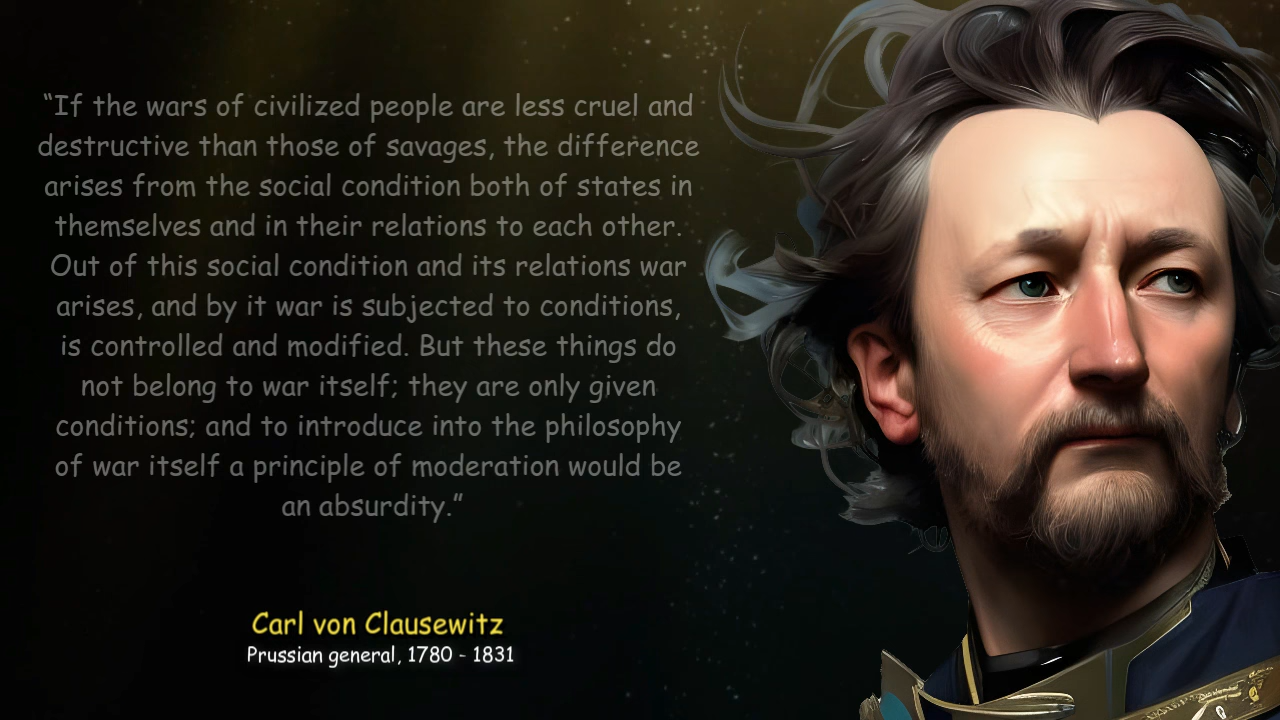 “If the wars of civilized people are less cruel and
destructive than those of savages, the difference
arises from the social condition both of states in
themselves and in their relations to each other.
Out of this social condition and its relations war
arises, and by it war is subjected to conditions,
is controlled and modified. But these things do
not belong to war itself; they are only given
conditions; and to introduce into the philosophy
of war itself a principle of moderation would be
an absurdity.”
Carl von Clausewitz
Prussian general, 1780 - 1831